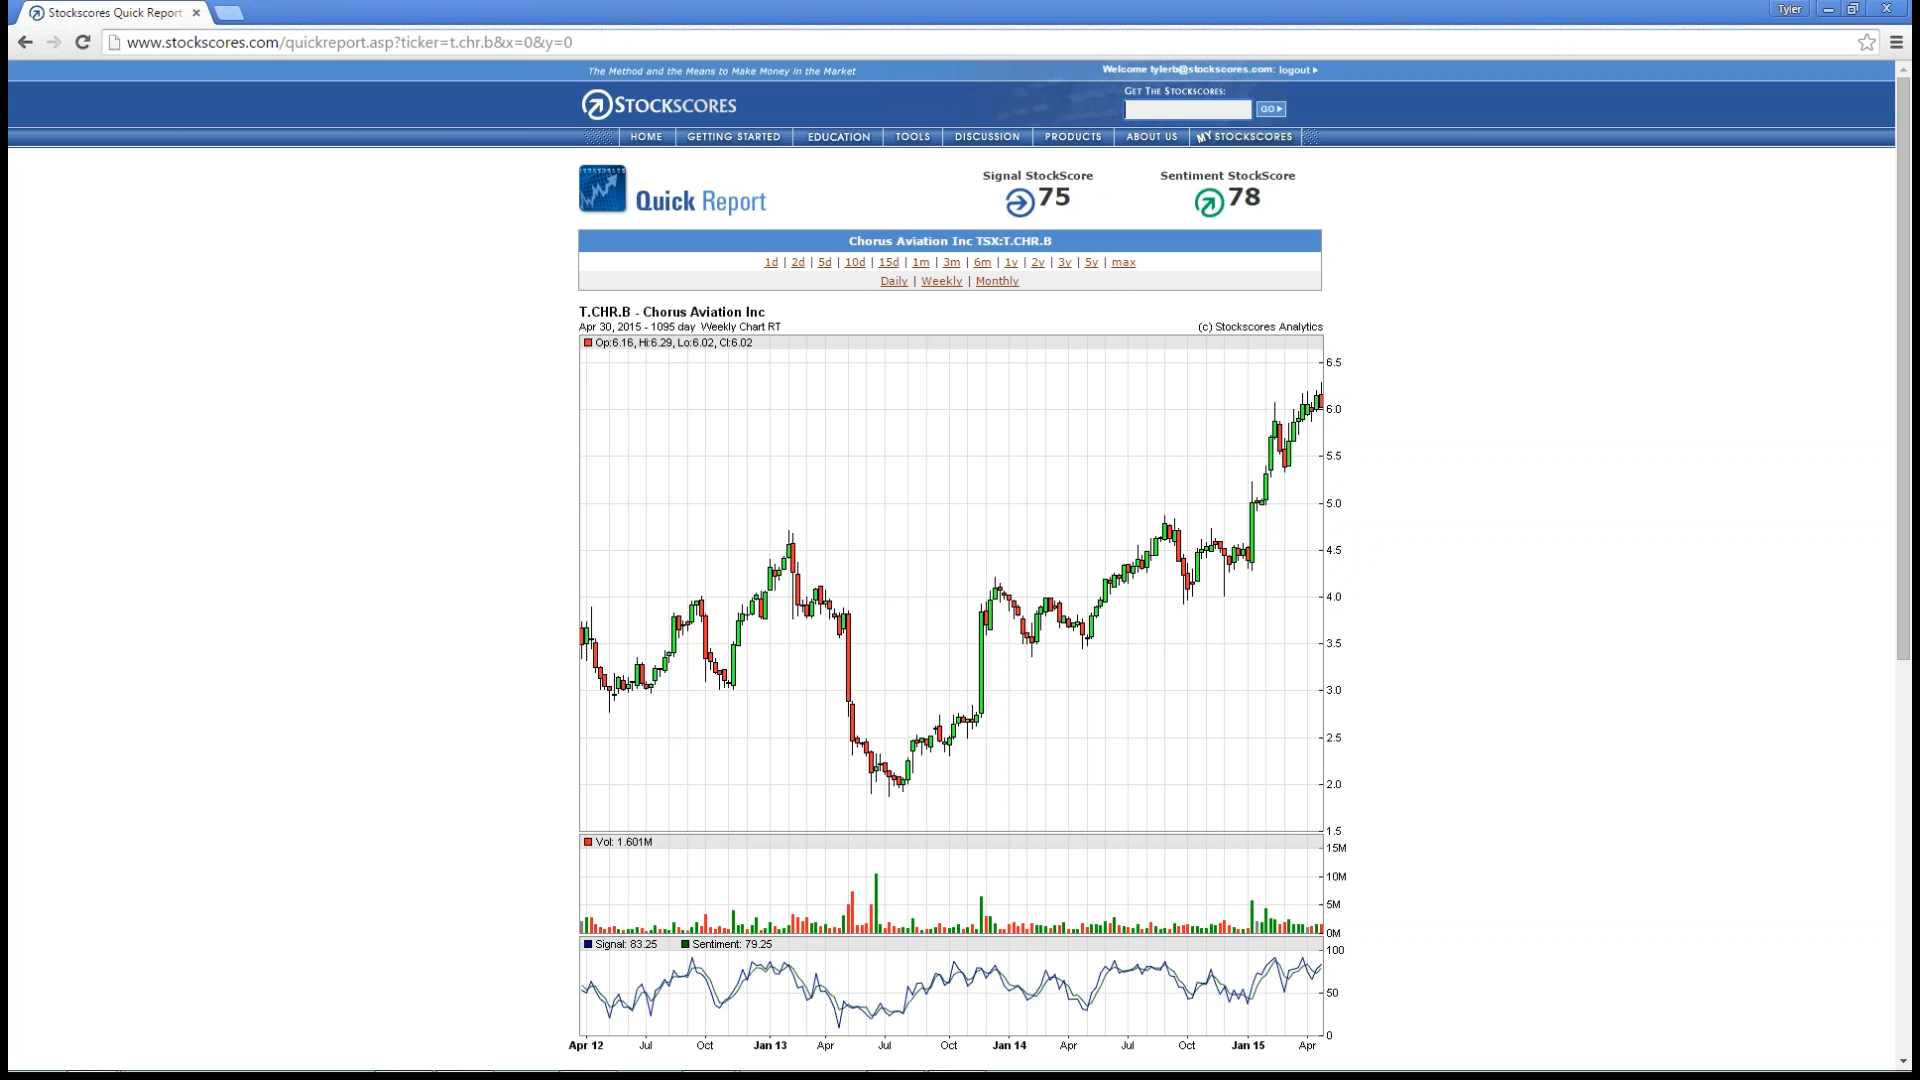 Stockscores Quick Report
Tyler
www.stockscores.com/quickreport.asp?ticker=t.chr.b&x=0&y=0
The Method and the Means to Make Money in the Market
Welcome tylerb@stockscores.com: logout
STOCKSCORES
GET THE STOCKSCORES:
GO
HOME GETTING STARTED EDUCATION TOOLS DISCUSSION PRODUCTS ABOUT US MY STOCKSCORES
Quick Report
Signal StockScore
75
Sentiment StockScore
78
Chorus Aviation Inc TSX:T.CHR.B
1d | 2d | 5d | 10d | 15d | 1m | 3m | 6m | 1y | 2y | 3y | 5y | max
Daily | Weekly | Monthly
T.CHR.B - Chorus Aviation Inc
Apr 30, 2015 - 1095 day Weekly Chart RT
(c) Stockscores Analytics
Op:6.16, Hi:6.29, Lo:6.02, Cl:6.02
6.5
6.0
5.5
5.0
4.5
4.0
3.5
3.0
2.5
2.0
1.5
Vol: 1.601M
15M
10M
5M
0M
Signal: 83.25 Sentiment: 79.25
100
50
0
Apr 12 Jul Oct Jan 13 Apr Jul Oct Jan 14 Apr Jul Oct Jan 15 Apr